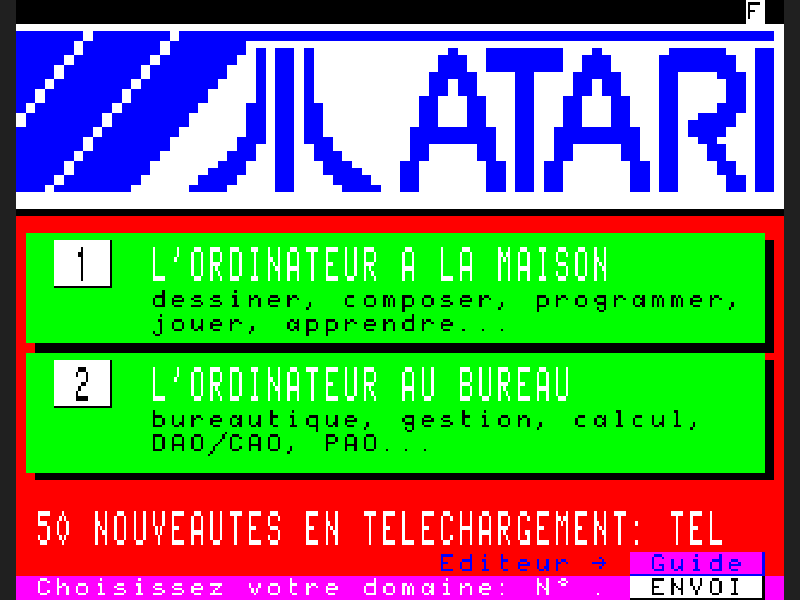 F
ATARI
1 L'ORDINATEUR A LA MAISON
dessiner, composer, programmer,
jouer, apprendre...
2 L'ORDINATEUR AU BUREAU
bureautique, gestion, calcul,
DAO/CAO, PAO...
50 NOUVEAUTES EN TELECHARGEMENT: TEL
Editeur → Guide
Choisissez votre domaine: N° . ENVOI